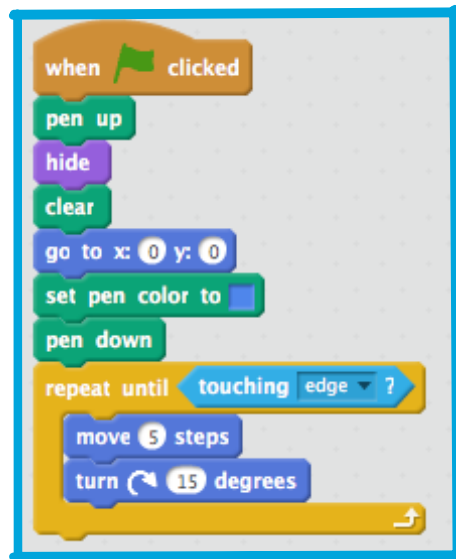 when clicked
pen up
hide
clear
go to x: 0 y: 0
set pen color to
pen down
repeat until touching edge ?
move 5 steps
turn 15 degrees